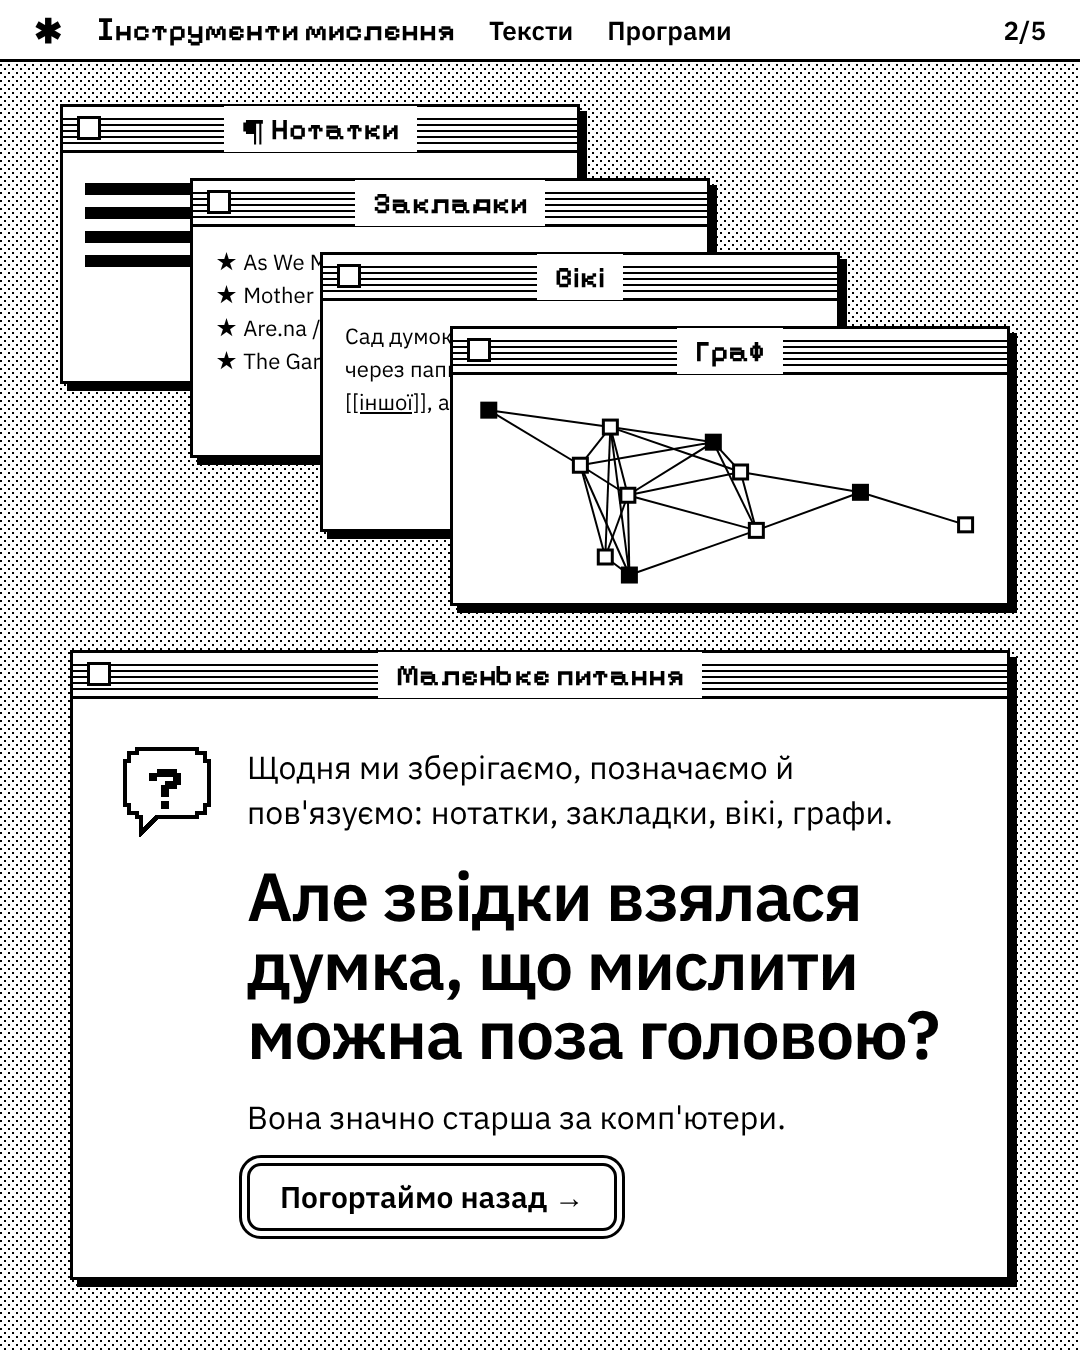 ✱ Інструменти мислення Тексти Програми 2/5
¶ Нотатки
Закладки
★ As We
★ Mother
★ Are.na /
★ The
Вікі
Сад думок
через
[[іншої]], а
Граф
Маленьке питання
?
Щодня ми зберігаємо, позначаємо й
пов'язуємо: нотатки, закладки, вікі, графи.
Але звідки взялася
думка, що мислити
можна поза головою?
Вона значно старша за комп'ютери.
Погортаймо назад →